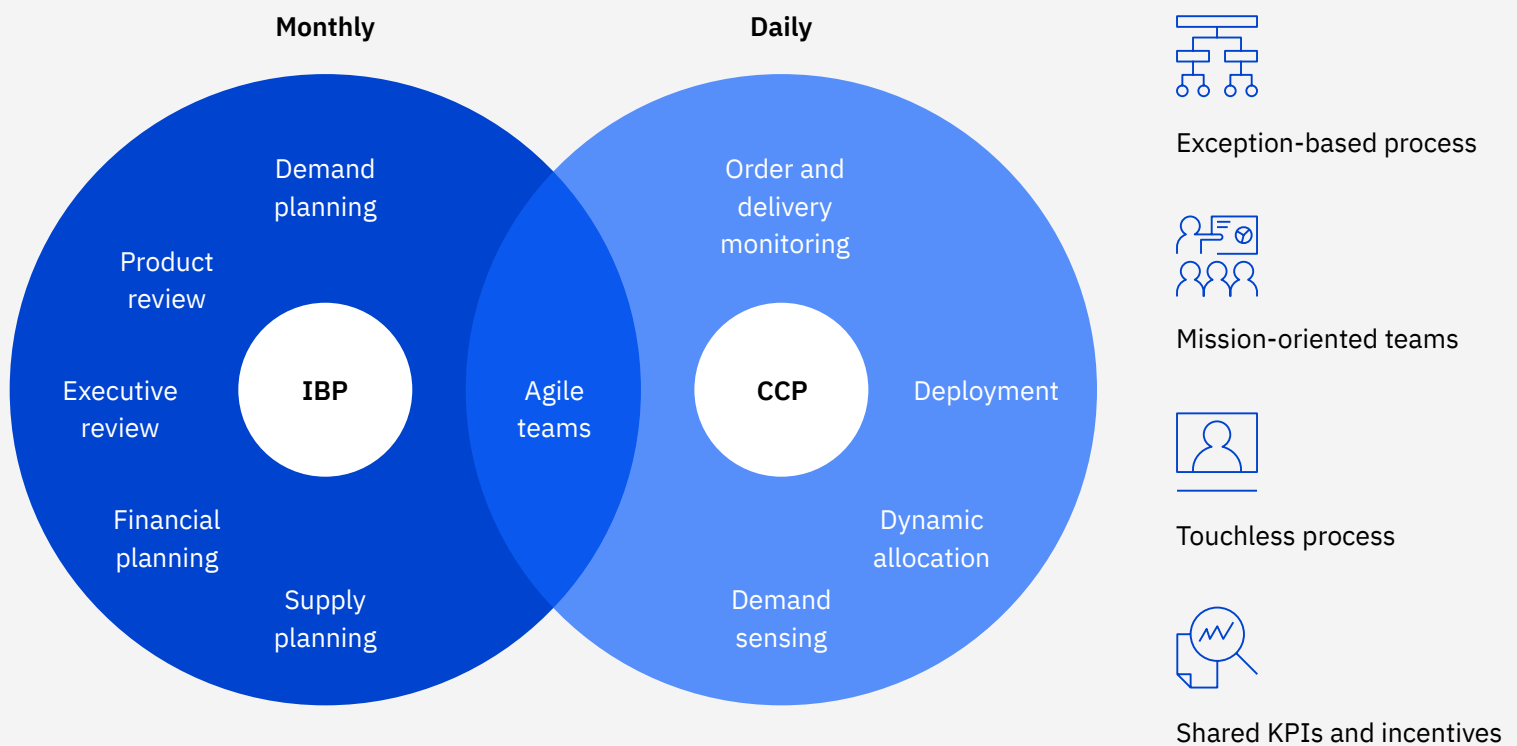 Monthly
Demand
planning
Product
review
IBP
Executive
review
Financial
planning
Supply
planning
Agile
teams
Daily
Order and
delivery
monitoring
CCP
Deployment
Dynamic
allocation
Demand
sensing
Exception-based process
Mission-oriented teams
Touchless process
Shared KPIs and incentives